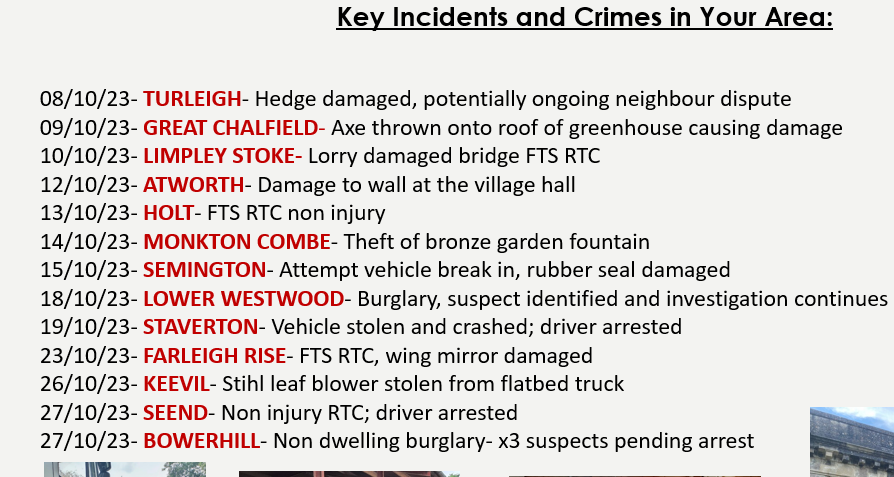 Key Incidents and Crimes in Your Area:
08/10/23- TURLEIGH- Hedge damaged, potentially ongoing neighbour dispute
09/10/23- GREAT CHALFIELD- Axe thrown onto roof of greenhouse causing damage
10/10/23- LIMPLEY STOKE- Lorry damaged bridge FTS RTC
12/10/23- ATWORTH- Damage to wall at the village hall
13/10/23- HOLT- FTS RTC non injury
14/10/23- MONKTON COMBE- Theft of bronze garden fountain
15/10/23- SEMINGTON- Attempt vehicle break in, rubber seal damaged
18/10/23- LOWER WESTWOOD- Burglary, suspect identified and investigation continues
19/10/23- STAVERTON- Vehicle stolen and crashed; driver arrested
23/10/23- FARLEIGH RISE- FTS RTC, wing mirror damaged
26/10/23- KEEVIL- Stihl leaf blower stolen from flatbed truck
27/10/23- SEEND- Non injury RTC; driver arrested
27/10/23- BOWERHILL- Non dwelling burglary- x3 suspects pending arrest